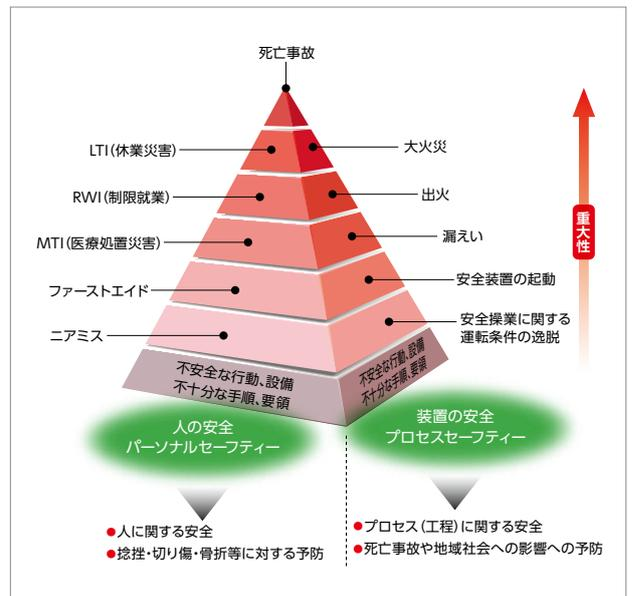 死亡事故
LTI（休業災害）
大火災
RWI（制限就業）
出火
MTI（医療処置災害）
漏えい
ファーストエイド
安全装置の起動
ニアミス
安全操業に関する
運転条件の逸脱
重大性
不安全な行動、設備
不十分な手順、要領
不安全な行動、設備
不十分な手順、要領
人の安全
パーソナルセーフティー
装置の安全
プロセスセーフティー
●人に関する安全
●捻挫・切り傷・骨折等に対する予防
●プロセス（工程）に関する安全
●死亡事故や地域社会への影響への予防